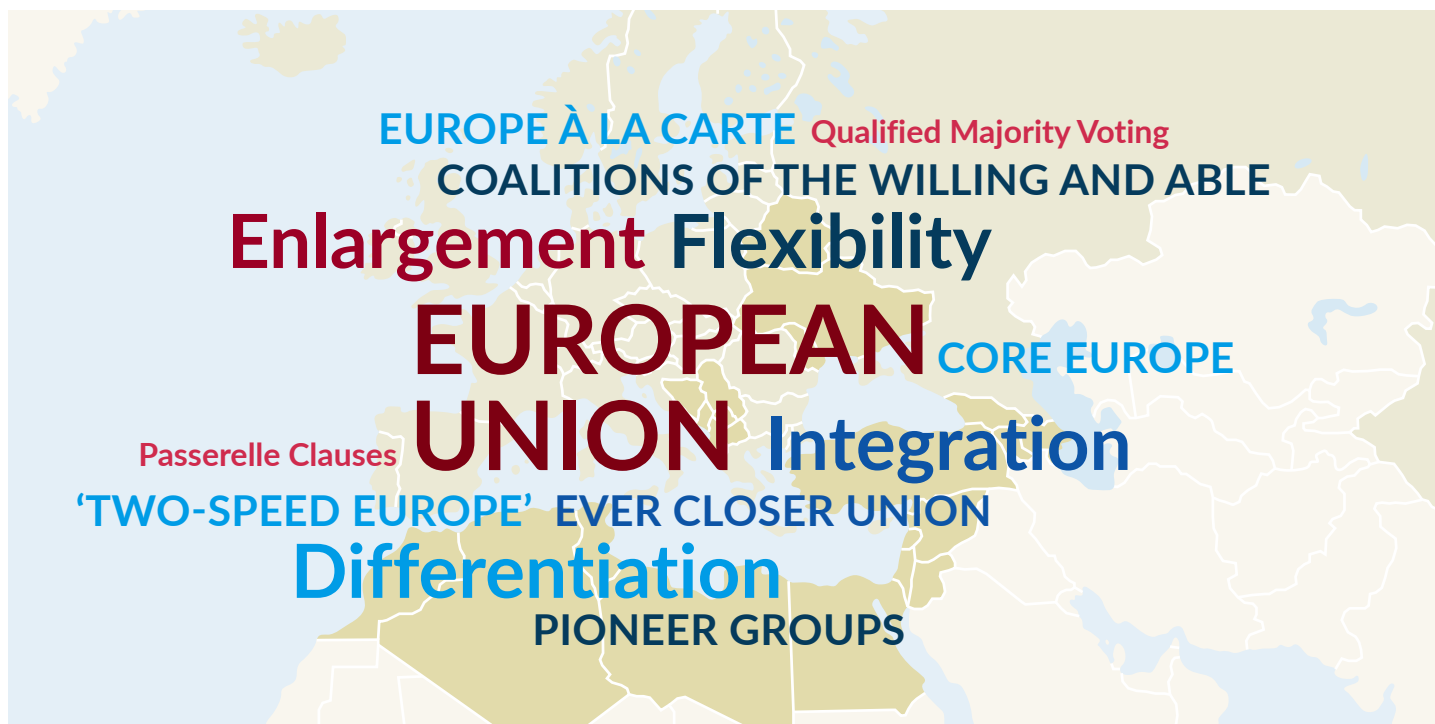 EUROPE À LA CARTE Qualified Majority Voting
COALITIONS OF THE WILLING AND ABLE
Enlargement Flexibility
EUROPEAN CORE EUROPE
UNION Integration
Passerelle Clauses
‘TWO-SPEED EUROPE’ EVER CLOSER UNION
Differentiation
PIONEER GROUPS